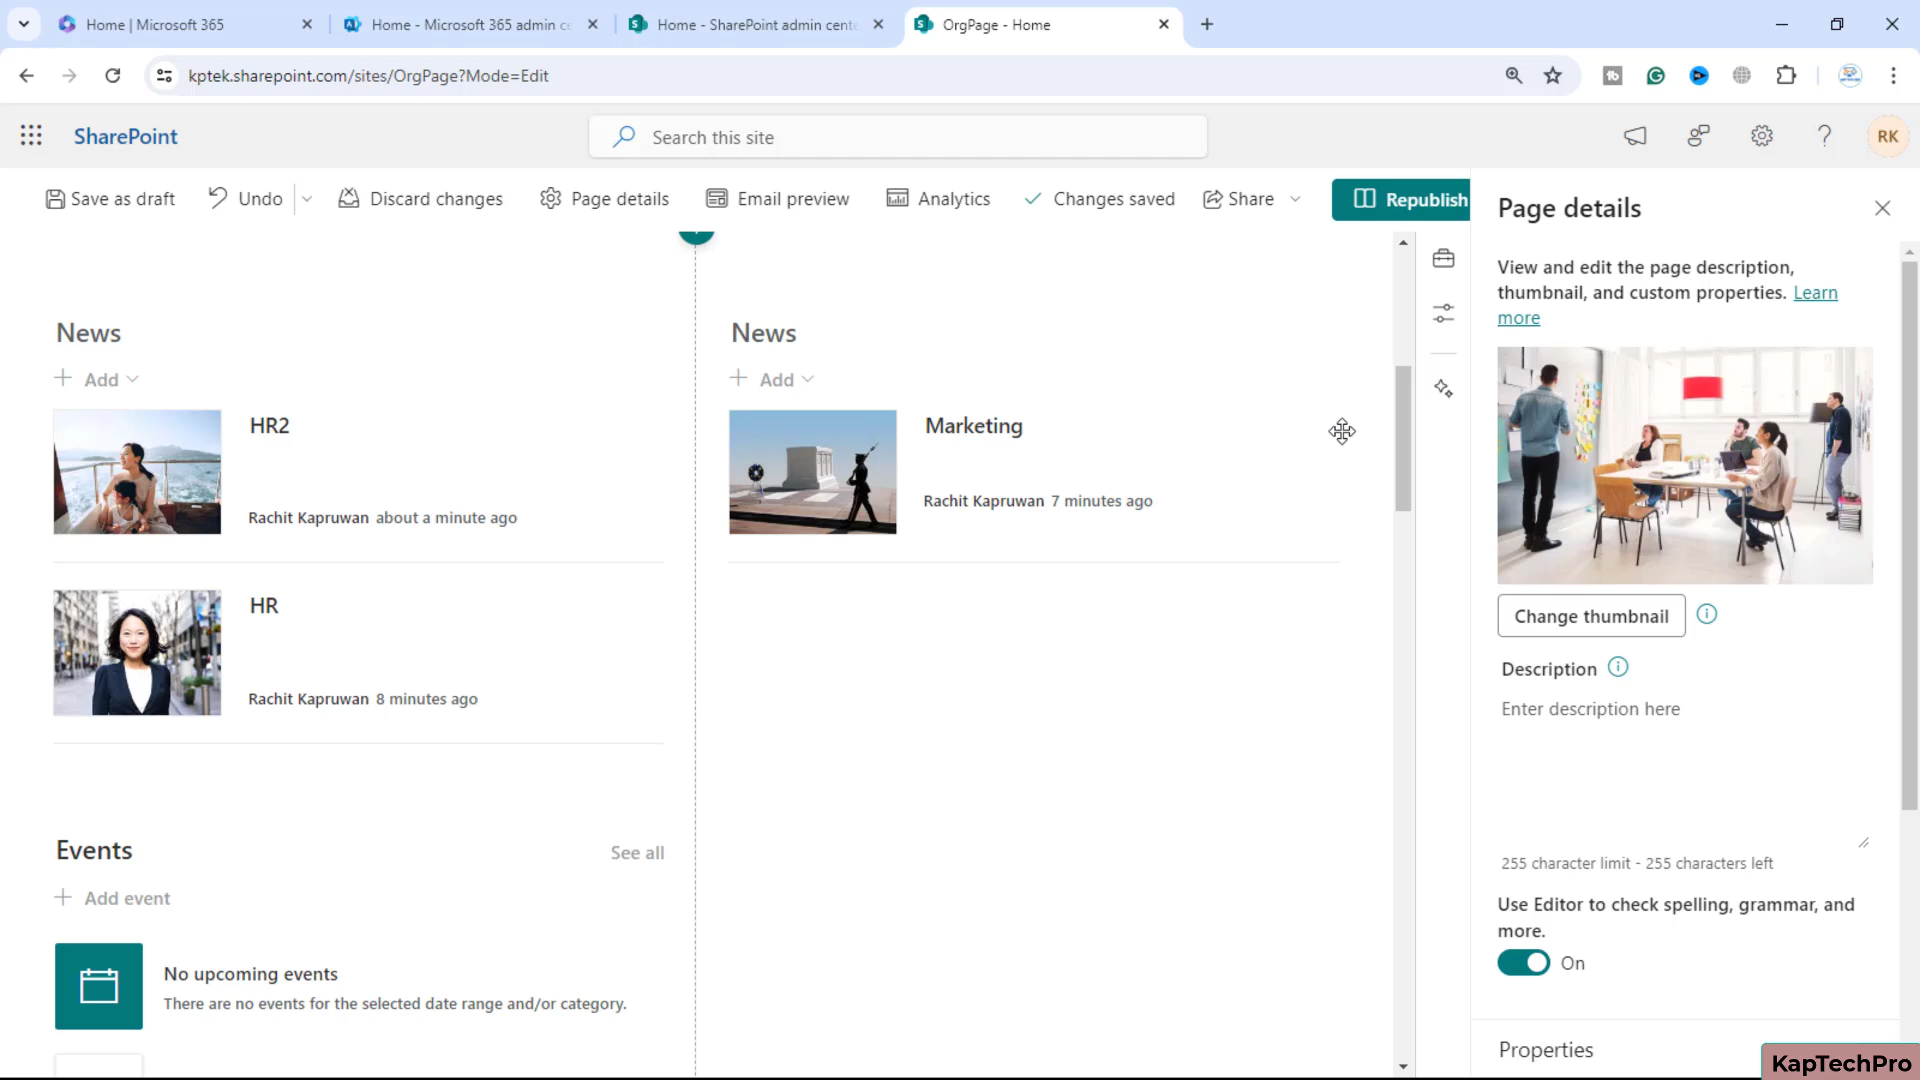 Home | Microsoft 365
Home - Microsoft 365 admin ce
Home - SharePoint admin cente
OrgPage - Home
kptek.sharepoint.com/sites/OrgPage?Mode=Edit
SharePoint
Search this site
RK
Save as draft
Undo
Discard changes
Page details
Email preview
Analytics
Changes saved
Share
Republish
News
Add
HR2
Rachit Kapruwan about a minute ago
HR
Rachit Kapruwan 8 minutes ago
Events
See all
Add event
No upcoming events
There are no events for the selected date range and/or category.
News
Add
Marketing
Rachit Kapruwan 7 minutes ago
Page details
View and edit the page description,
thumbnail, and custom properties. Learn
more
Change thumbnail
Description
Enter description here
255 character limit - 255 characters left
Use Editor to check spelling, grammar, and
more.
On
Properties
KapTechPro